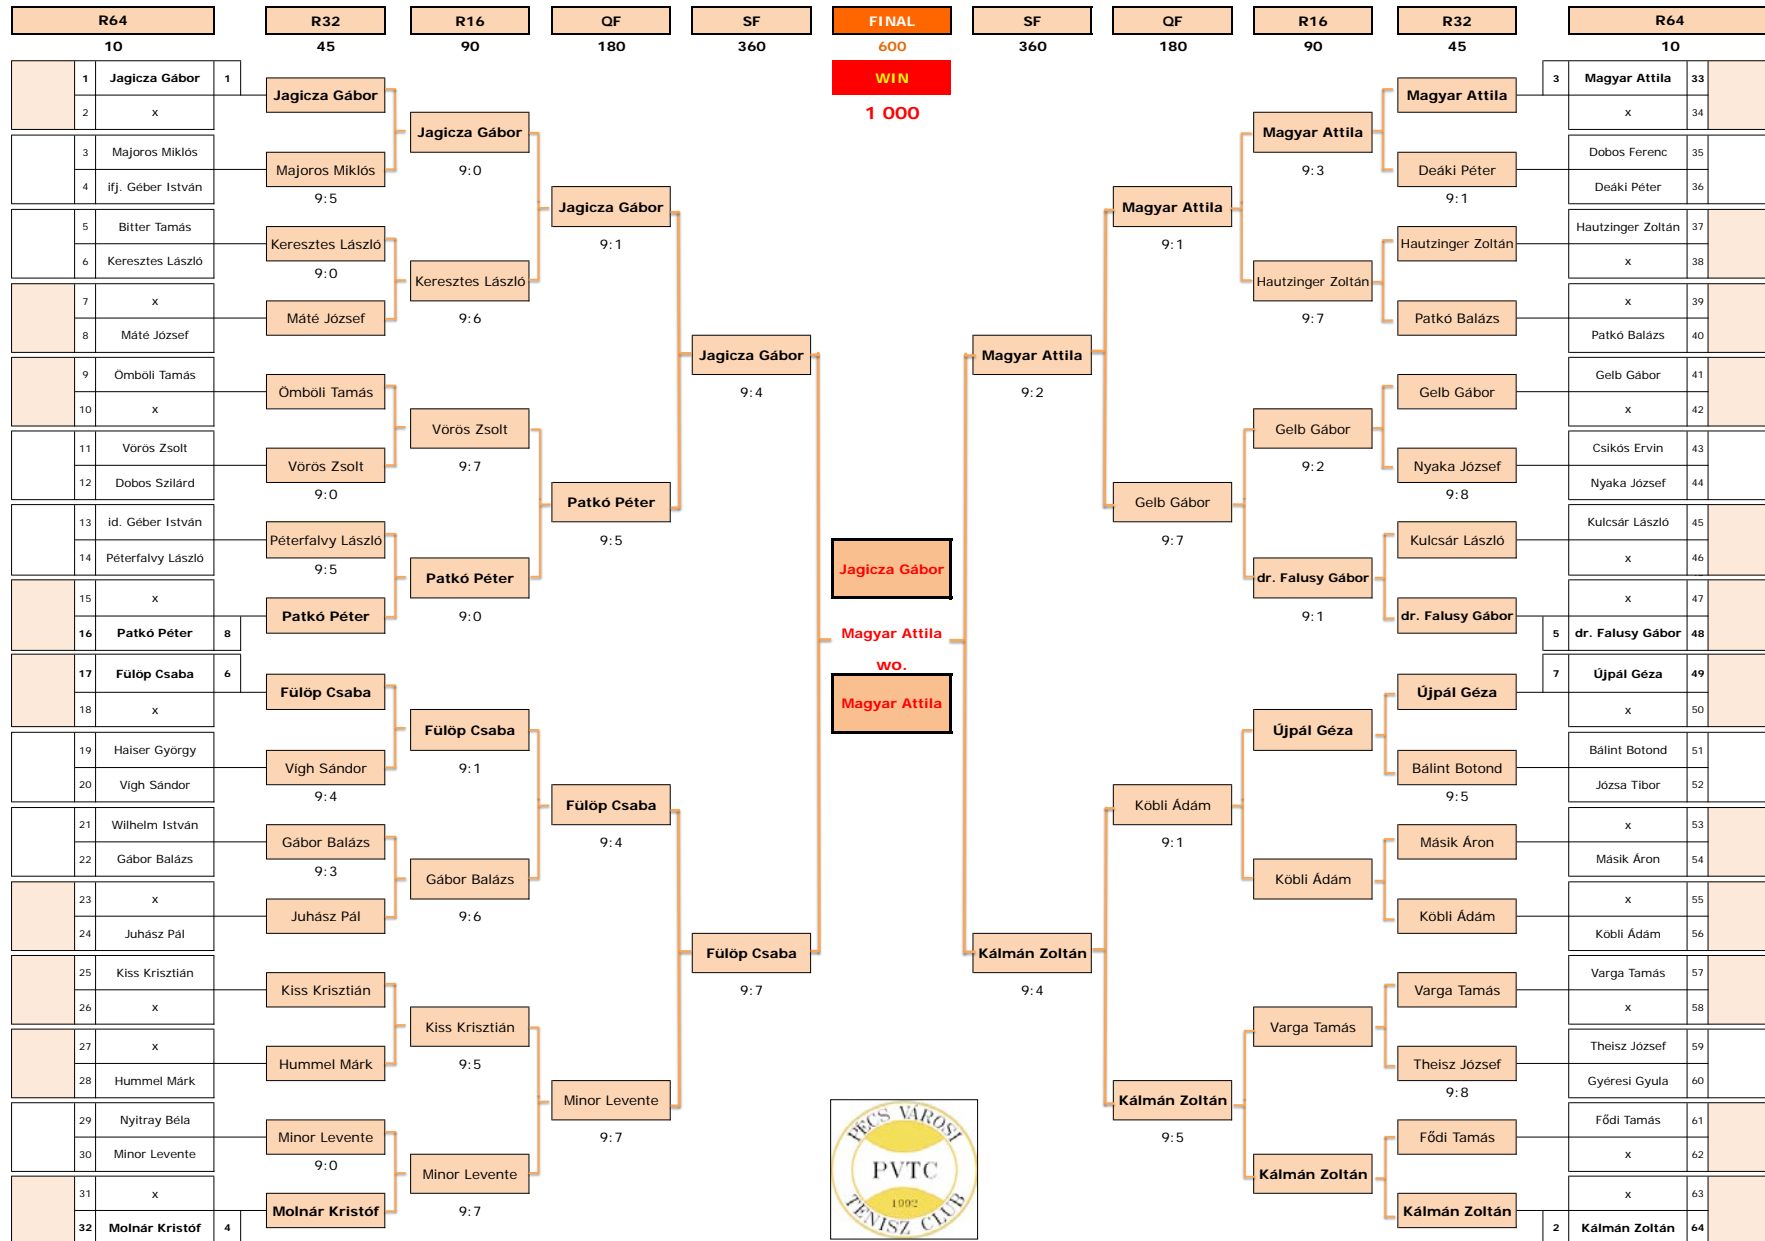 R64 R32 R16 QF SF FINAL SF QF R16 R32 R64
10 45 90 180 360 600 360 180 90 45 10
WIN
1 000
1 Jagicza Gábor 1
2 x
3 Majoros Miklós
4 ifj. Géber István
5 Bitter Tamás
6 Keresztes László
7 x
8 Máté József
9 Ömböli Tamás
10 x
11 Vörös Zsolt
12 Dobos Szilárd
13 id. Géber István
14 Péterfalvy László
15 x
16 Patkó Péter 8
17 Fülöp Csaba 6
18 x
19 Haiser György
20 Vígh Sándor
21 Wilhelm István
22 Gábor Balázs
23 x
24 Juhász Pál
25 Kiss Krisztián
26 x
27 x
28 Hummel Márk
29 Nyitray Béla
30 Minor Levente
31 x
32 Molnár Kristóf 4
Jagicza Gábor
Majoros Miklós
9:5
Keresztes László
9:0
Máté József
Ömböli Tamás
Vörös Zsolt
9:0
Péterfalvy László
9:5
Patkó Péter
Fülöp Csaba
Vígh Sándor
9:4
Gábor Balázs
9:3
Juhász Pál
Kiss Krisztián
Hummel Márk
Minor Levente
9:0
Molnár Kristóf
Jagicza Gábor
9:0
Keresztes László
9:6
Vörös Zsolt
9:7
Patkó Péter
9:0
Fülöp Csaba
9:1
Gábor Balázs
9:6
Kiss Krisztián
9:5
Minor Levente
9:7
Jagicza Gábor
9:1
Patkó Péter
9:5
Fülöp Csaba
9:4
Minor Levente
9:7
Jagicza Gábor
9:4
Fülöp Csaba
9:7
Jagicza Gábor
Magyar Attila
wo.
Magyar Attila
PÉCS VÁROSI
PVTC
1992
TENISZ CLUB
Magyar Attila
9:2
Kálmán Zoltán
9:4
Magyar Attila
9:1
Gelb Gábor
9:7
Köbli Ádám
9:1
Kálmán Zoltán
9:5
Magyar Attila
9:3
Hautzinger Zoltán
9:7
Gelb Gábor
9:2
dr. Falusy Gábor
9:1
Újpál Géza
Köbli Ádám
Varga Tamás
Kálmán Zoltán
Magyar Attila
Deáki Péter
9:1
Hautzinger Zoltán
Patkó Balázs
Gelb Gábor
Nyaka József
9:8
Kulcsár László
dr. Falusy Gábor
Újpál Géza
Bálint Botond
9:5
Másik Áron
Köbli Ádám
Varga Tamás
Theisz József
9:8
Fődi Tamás
Kálmán Zoltán
3 Magyar Attila 33
x 34
Dobos Ferenc 35
Deáki Péter 36
Hautzinger Zoltán 37
x 38
x 39
Patkó Balázs 40
Gelb Gábor 41
x 42
Csikós Ervin 43
Nyaka József 44
Kulcsár László 45
x 46
x 47
5 dr. Falusy Gábor 48
7 Újpál Géza 49
x 50
Bálint Botond 51
Józsa Tibor 52
x 53
Másik Áron 54
x 55
Köbli Ádám 56
Varga Tamás 57
x 58
Theisz József 59
Gyéresi Gyula 60
Fődi Tamás 61
x 62
x 63
2 Kálmán Zoltán 64